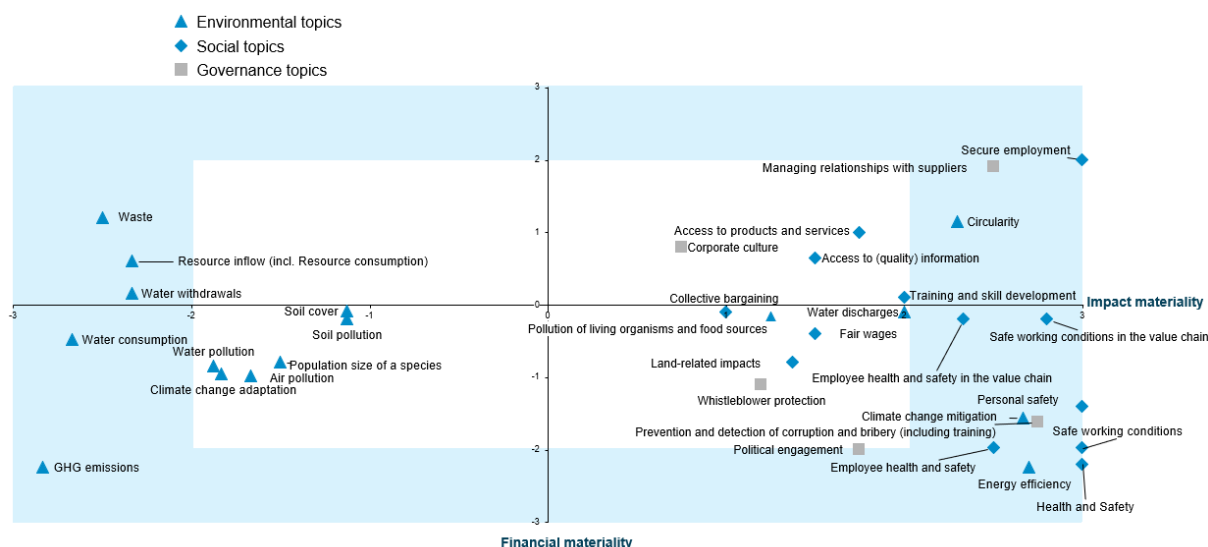 Environmental topics
Social topics
Governance topics
3
Secure employment
2
Managing relationships with suppliers
Waste
Circularity
Access to products and services
1
Corporate culture
Resource inflow (incl. Resource consumption)
Access to (quality) information
Water withdrawals
Collective bargaining
Training and skill development
Impact materiality
-3
-2
-1
0
1
2
3
Soil cover
Water discharges
Pollution of living organisms and food sources
Soil pollution
Fair wages
Safe working conditions in the value chain
Water consumption
Water pollution
Population size of a species
Land-related impacts
Air pollution
Employee health and safety in the value chain
Climate change adaptation
-1
Whistleblower protection
Personal safety
Climate change mitigation
Prevention and detection of corruption and bribery (including training)
Safe working conditions
-2
Political engagement
GHG emissions
Employee health and safety
Energy efficiency
Health and Safety
-3
Financial materiality